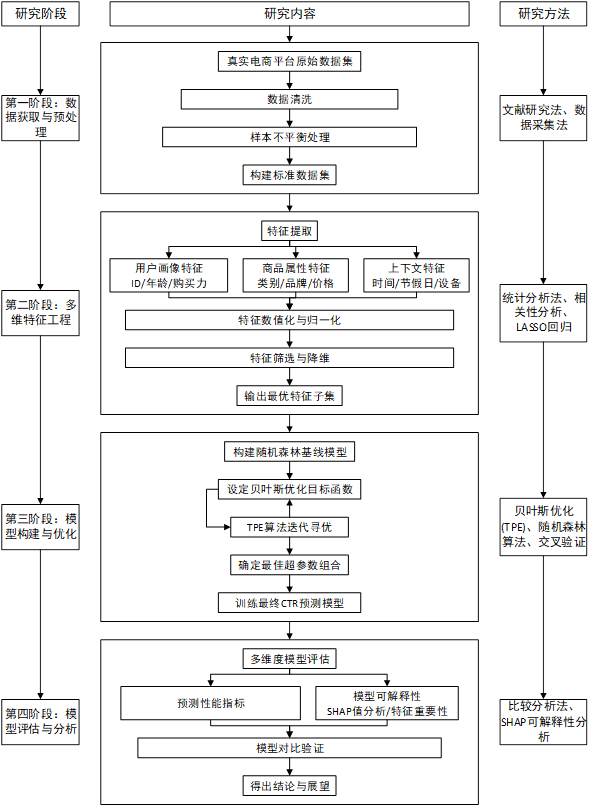 研究阶段
研究内容
研究方法
真实电商平台原始数据集
数据清洗
样本不平衡处理
构建标准数据集
第一阶段：数
据获取与预处
理
文献研究法、数
据采集法
特征提取
用户画像特征
ID/年龄/购买力
商品属性特征
类别/品牌/价格
上下文特征
时间/节假日/设备
特征数值化与归一化
特征筛选与降维
输出最优特征子集
第二阶段：多
维特征工程
统计分析法、相
关性分析、
LASSO回归
构建随机森林基线模型
设定贝叶斯优化目标函数
TPE算法迭代寻优
确定最佳超参数组合
训练最终CTR预测模型
第三阶段：模
型构建与优化
贝叶斯优化
(TPE)、随机森林
算法、交叉验证
多维度模型评估
预测性能指标
模型可解释性
SHAP值分析/特征重要性
模型对比验证
得出结论与展望
第四阶段：模
型评估与分析
比较分析法、
SHAP可解释性分
析